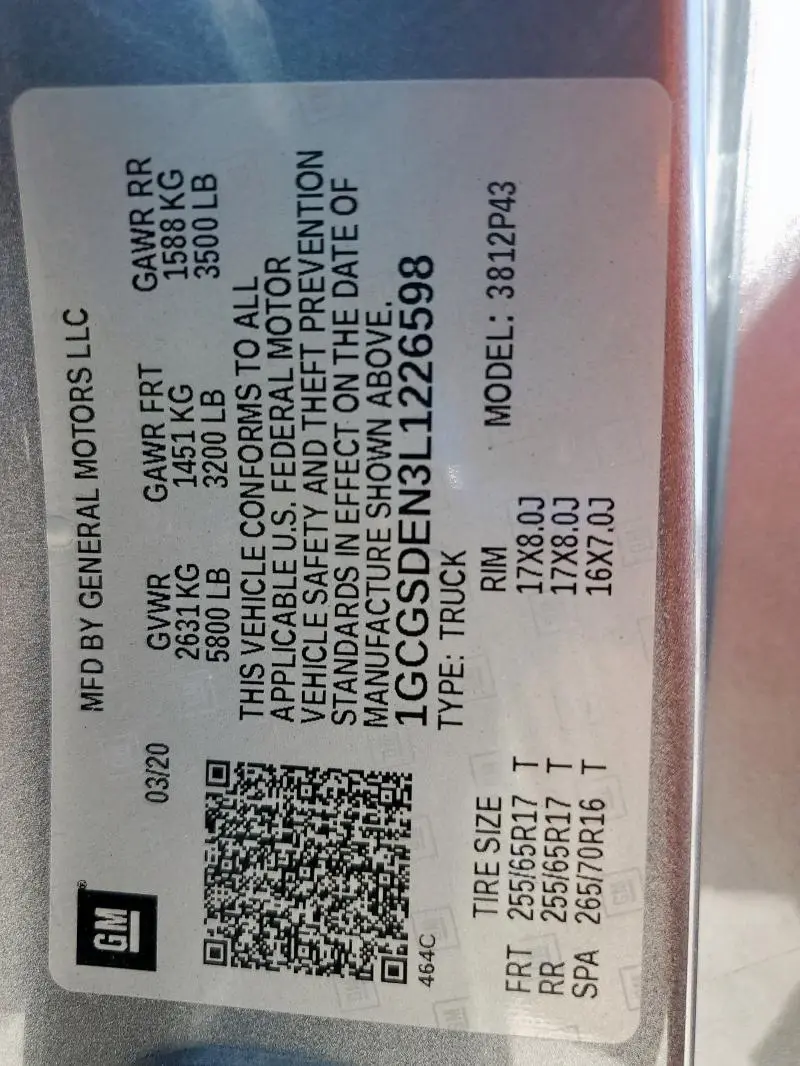 GM®
MFD BY GENERAL MOTORS LLC
03/20
GVWR GAWR FRT GAWR RR
2631 KG 1451 KG 1588 KG
5800 LB 3200 LB 3500 LB
THIS VEHICLE CONFORMS TO ALL
APPLICABLE U.S. FEDERAL MOTOR
VEHICLE SAFETY AND THEFT PREVENTION
STANDARDS IN EFFECT ON THE DATE OF
MANUFACTURE SHOWN ABOVE.
1GCGSDEN3L1226598
464C
TYPE: TRUCK
TIRE SIZE RIM MODEL: 3812P43
FRT 255/65R17 T 17X8.0J
RR 255/65R17 T 17X8.0J
SPA 265/70R16 T 16X7.0J